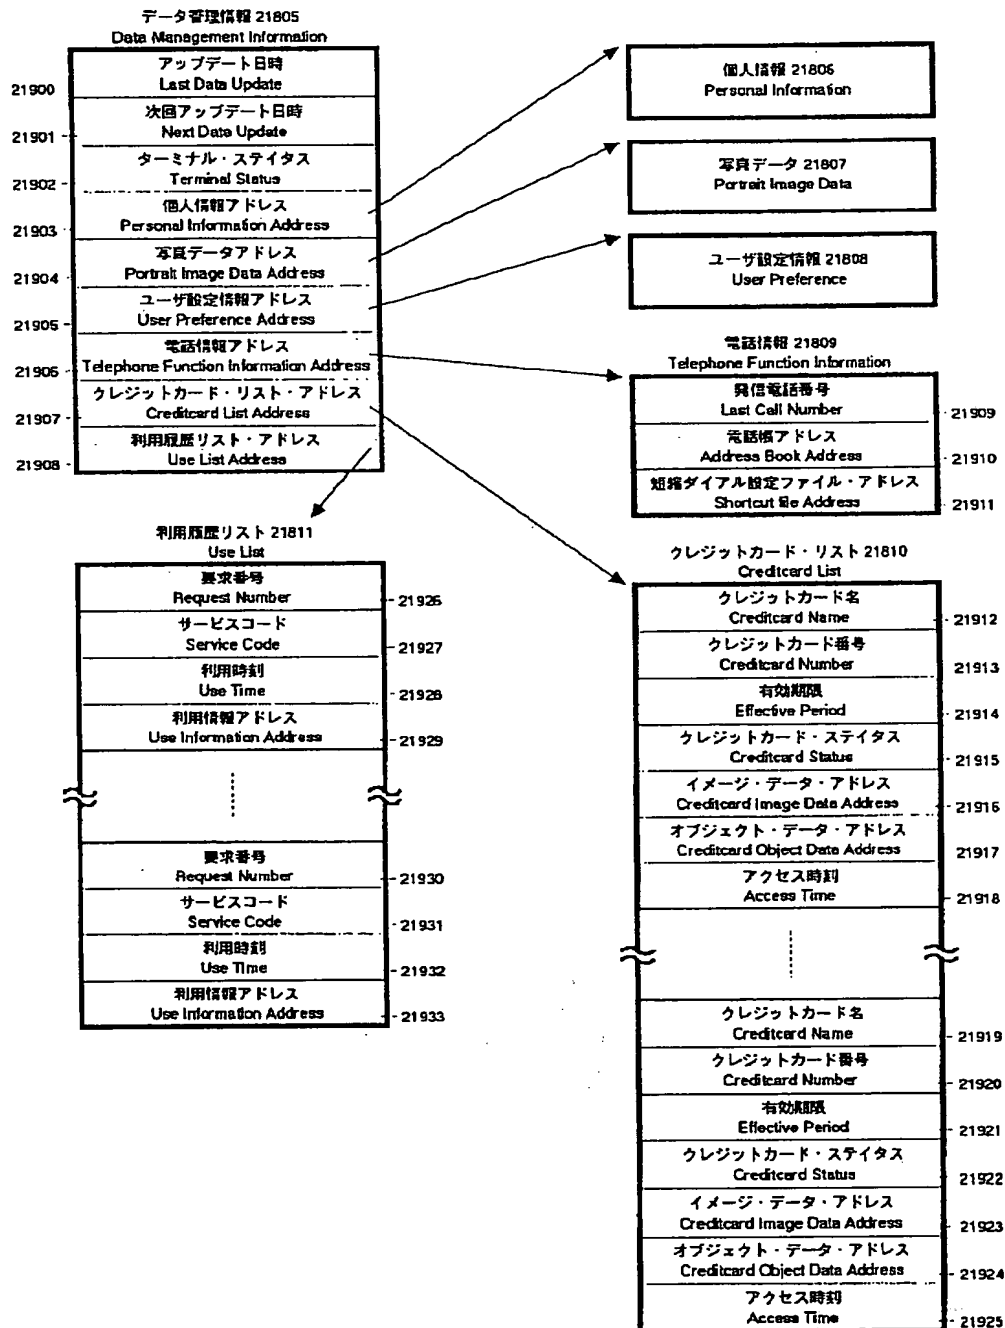 データ管理情報 21805
Data Management Information
21900
アップデート日時
Last Data Update
21901
次回アップデート日時
Next Data Update
21902
ターミナル・ステイタス
Terminal Status
21903
個人情報アドレス
Personal Information Address
21904
写真データアドレス
Portrait Image Data Address
21905
ユーザ設定情報アドレス
User Preference Address
21906
電話情報アドレス
Telephone Function Information Address
21907
クレジットカード・リスト・アドレス
Creditcard List Address
21908
利用履歴リスト・アドレス
Use List Address
個人情報 21806
Personal Information
写真データ 21807
Portrait Image Data
ユーザ設定情報 21808
User Preference
電話情報 21809
Telephone Function Information
発信電話番号
Last Call Number
21909
電話帳アドレス
Address Book Address
21910
短縮ダイアル設定ファイル・アドレス
Shortcut file Address
21911
利用履歴リスト 21811
Use List
要求番号
Request Number
21926
サービスコード
Service Code
21927
利用時刻
Use Time
21928
利用情報アドレス
Use Information Address
21929
要求番号
Request Number
21930
サービスコード
Service Code
21931
利用時刻
Use Time
21932
利用情報アドレス
Use Information Address
21933
クレジットカード・リスト 21810
Creditcard List
クレジットカード名
Creditcard Name
21912
クレジットカード番号
Creditcard Number
21913
有効期限
Effective Period
21914
クレジットカード・ステイタス
Creditcard Status
21915
イメージ・データ・アドレス
Creditcard Image Data Address
21916
オブジェクト・データ・アドレス
Creditcard Object Data Address
21917
アクセス時刻
Access Time
21918
クレジットカード名
Creditcard Name
21919
クレジットカード番号
Creditcard Number
21920
有効期限
Effective Period
21921
クレジットカード・ステイタス
Creditcard Status
21922
イメージ・データ・アドレス
Creditcard Image Data Address
21923
オブジェクト・データ・アドレス
Creditcard Object Data Address
21924
アクセス時刻
Access Time
21925